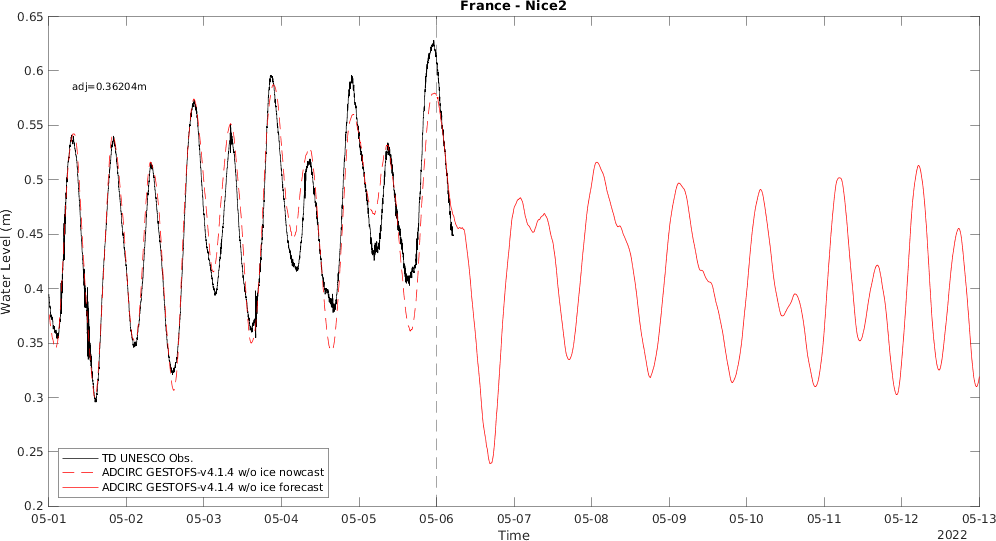 France - Nice2
0.65
0.6
0.55
0.5
0.45
0.4
0.35
0.3
0.25
0.2
Water Level (m)
adj=0.36204m
TD UNESCO Obs.
ADCIRC GESTOFS-v4.1.4 w/o ice nowcast
ADCIRC GESTOFS-v4.1.4 w/o ice forecast
05-01 05-02 05-03 05-04 05-05 05-06 05-07 05-08 05-09 05-10 05-11 05-12 05-13
Time
2022